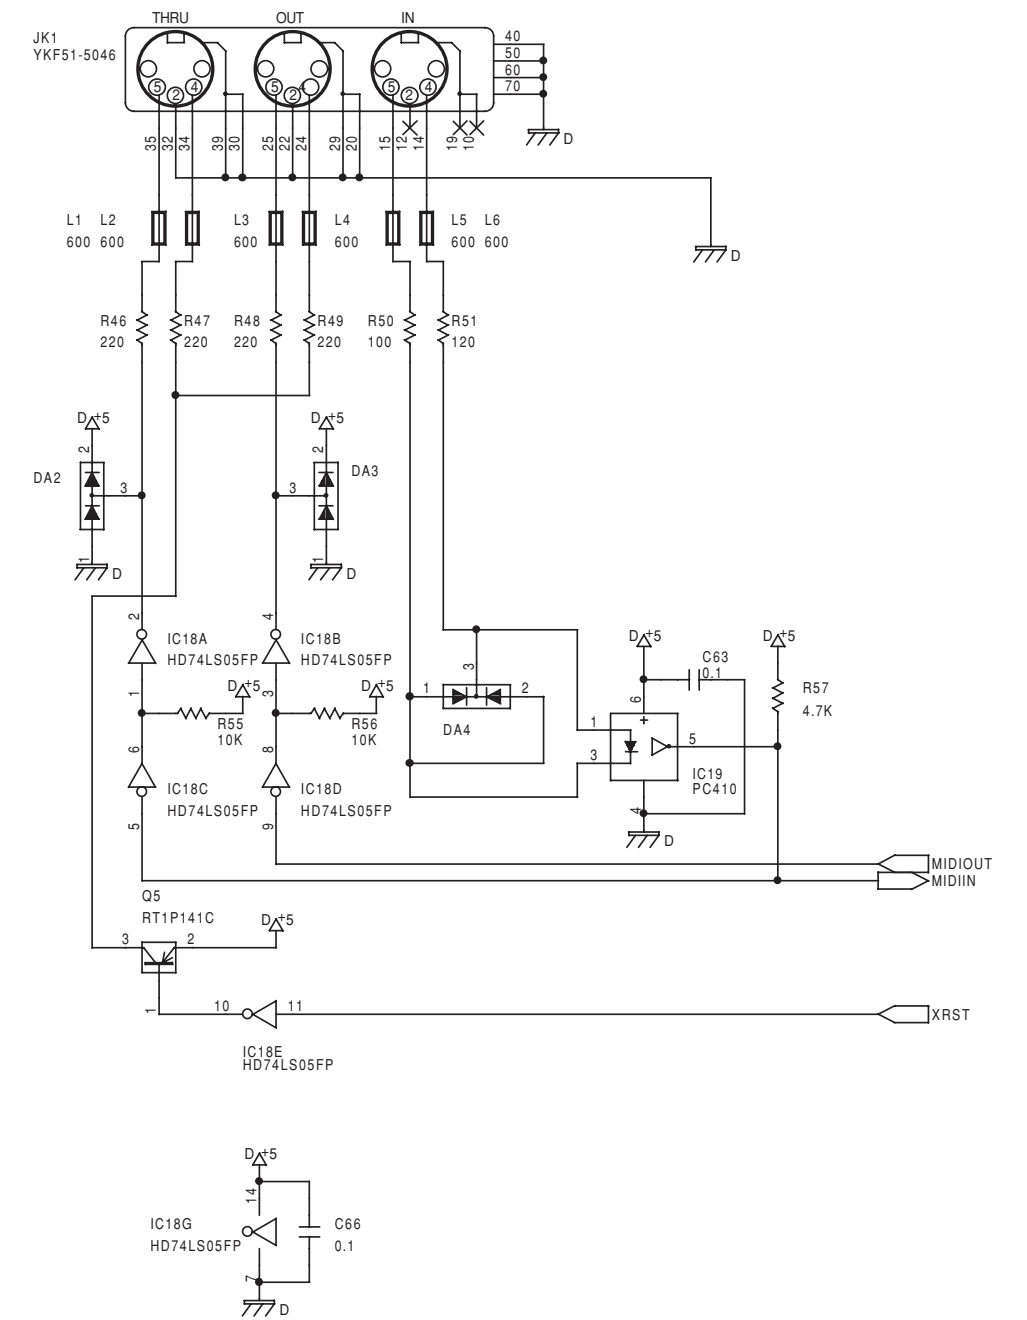 THRU OUT IN
JK1
YKF51-5046
40
50
60
70
5 2 4 5 2 4 5 2 4
D
35 32 34 39 30 25 22 24 29 20 15 12 14 19 10
L1 L2 L3 L4 L5 L6
600 600 600 600 600 600
D
R46 R47 R48 R49 R50 R51
220 220 220 220 100 120
D +5 D +5
2 2
DA2 3 3 DA3
1 1
D D
2 4
IC18A IC18B
HD74LS05FP HD74LS05FP
D +5 D +5
C63
0.1
3
1 2
DA4
6
R57
4.7K
D +5 D +5
1 3
R55 R56
10K 10K
1
+
5
3
IC19
PC410
4
D
6 8
IC18C IC18D
HD74LS05FP HD74LS05FP
5 9
MIDIOUT
MIDIIN
Q5
RT1P141C
D +5
3 2
1
10 11
XRST
IC18E
HD74LS05FP
D +5
14
IC18G C66
HD74LS05FP 0.1
7
D